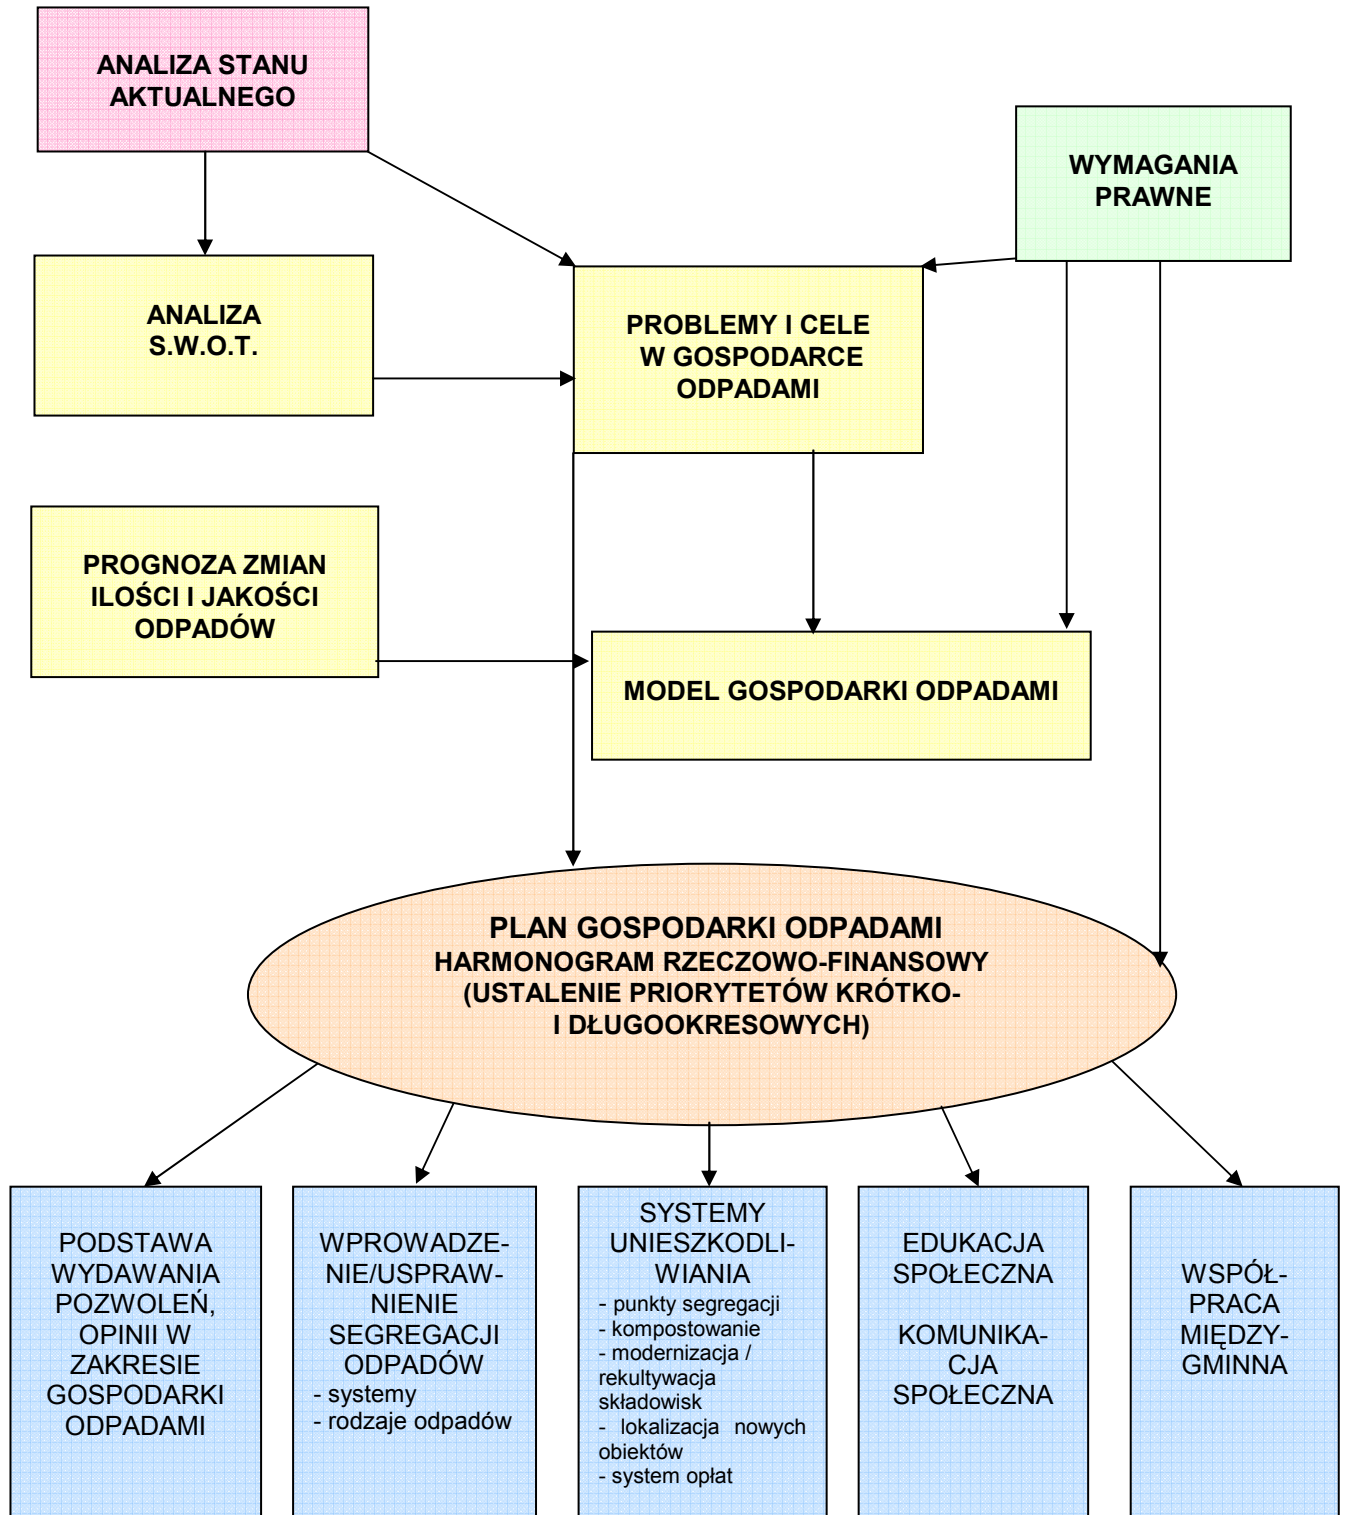 ANALIZA STANU
AKTUALNEGO
WYMAGANIA
PRAWNE
ANALIZA
S.W.O.T.
PROBLEMY I CELE
W GOSPODARCE
ODPADAMI
PROGNOZA ZMIAN
ILOŚCI I JAKOŚCI
ODPADÓW
MODEL GOSPODARKI ODPADAMI
PLAN GOSPODARKI ODPADAMI
HARMONOGRAM RZECZOWO-FINANSOWY
(USTALENIE PRIORYTETÓW KRÓTKO-
I DŁUGOOKRESOWYCH)
PODSTAWA
WYDAWANIA
POZWOLEŃ,
OPINII W
ZAKRESIE
GOSPODARKI
ODPADAMI
WPROWADZE-
NIE/USPRAW-
NIENIE
SEGREGACJI
ODPADÓW
- systemy
- rodzaje odpadów
SYSTEMY
UNIESZKODLI-
WIANIA
- punkty segregacji
- kompostowanie
- modernizacja /
rekultywacja
składowisk
- lokalizacja nowych
obiektów
- system opłat
EDUKACJA
SPOŁECZNA
KOMUNIKA-
CJA
SPOŁECZNA
WSPÓŁ-
PRACA
MIĘDZY-
GMINNA